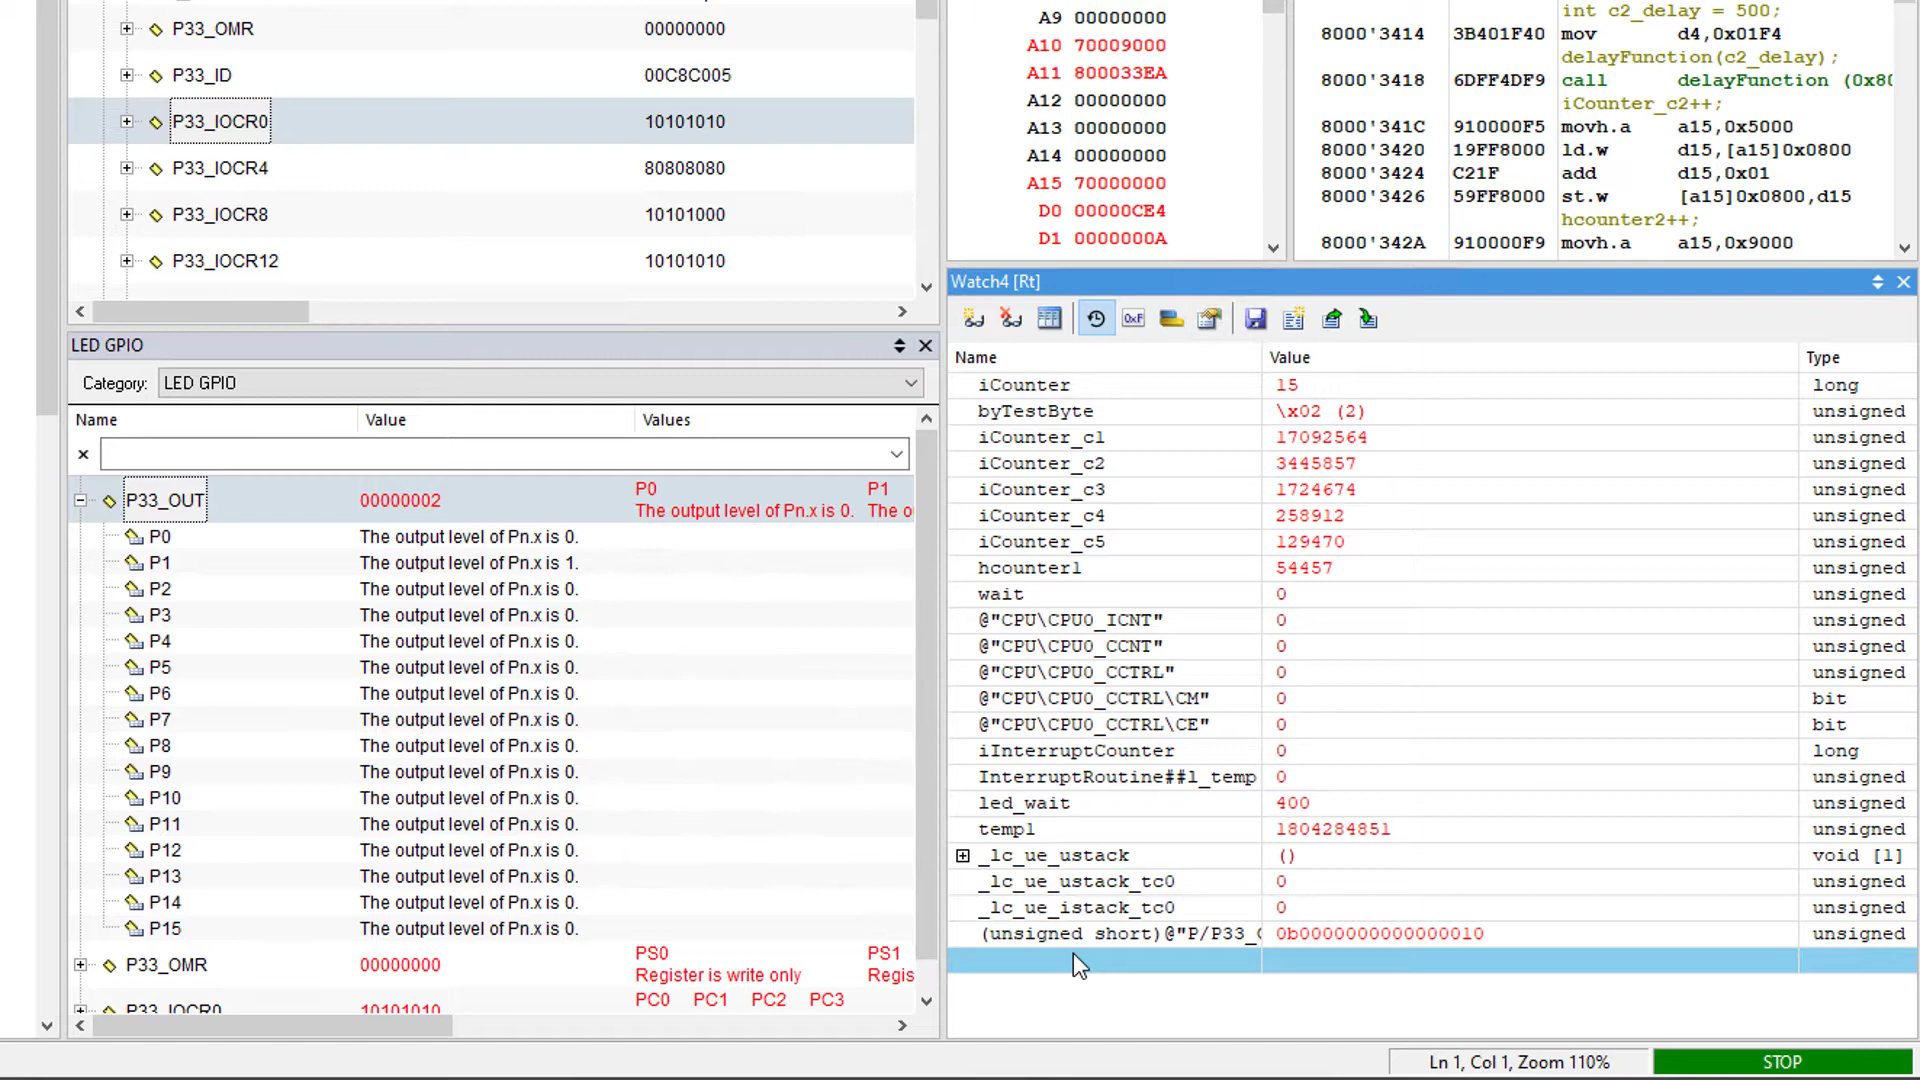 P33_OMR 00000000
P33_ID 00C8C005
P33_IOCR0 10101010
P33_IOCR4 80808080
P33_IOCR8 10101000
P33_IOCR12 10101010
LED GPIO
Category: LED GPIO
Name Value Values
P33_OUT 00000002 P0 P1
The output level of Pn.x is 0. The o
P0 The output level of Pn.x is 0.
P1 The output level of Pn.x is 1.
P2 The output level of Pn.x is 0.
P3 The output level of Pn.x is 0.
P4 The output level of Pn.x is 0.
P5 The output level of Pn.x is 0.
P6 The output level of Pn.x is 0.
P7 The output level of Pn.x is 0.
P8 The output level of Pn.x is 0.
P9 The output level of Pn.x is 0.
P10 The output level of Pn.x is 0.
P11 The output level of Pn.x is 0.
P12 The output level of Pn.x is 0.
P13 The output level of Pn.x is 0.
P14 The output level of Pn.x is 0.
P15 The output level of Pn.x is 0.
P33_OMR 00000000 PS0 PS1
Register is write only Regis
P33_IOCR0 10101010 PC0 PC1 PC2 PC3
A9 00000000
A10 70009000
A11 800033EA
A12 00000000
A13 00000000
A14 00000000
A15 70000000
D0 00000CE4
D1 0000000A
int c2_delay = 500;
8000'3414 3B401F40 mov d4,0x01F4
delayFunction(c2_delay);
8000'3418 6DFF4DF9 call delayFunction (0x80
iCounter_c2++;
8000'341C 910000F5 movh.a a15,0x5000
8000'3420 19FF8000 ld.w d15,[a15]0x0800
8000'3424 C21F add d15,0x01
8000'3426 59FF8000 st.w [a15]0x0800,d15
hcounter2++;
8000'342A 910000F9 movh.a a15,0x9000
Watch4 [Rt]
0xF
Name Value Type
iCounter 15 long
byTestByte \x02 (2) unsigned
iCounter_c1 17092564 unsigned
iCounter_c2 3445857 unsigned
iCounter_c3 1724674 unsigned
iCounter_c4 258912 unsigned
iCounter_c5 129470 unsigned
hcounter1 54457 unsigned
wait 0 unsigned
@"CPU\CPU0_ICNT" 0 unsigned
@"CPU\CPU0_CCNT" 0 unsigned
@"CPU\CPU0_CCTRL" 0 unsigned
@"CPU\CPU0_CCTRL\CM" 0 bit
@"CPU\CPU0_CCTRL\CE" 0 bit
iInterruptCounter 0 long
InterruptRoutine##l_temp 0 unsigned
led_wait 400 unsigned
temp1 1804284851 unsigned
_lc_ue_ustack () void [1]
_lc_ue_ustack_tc0 0 unsigned
_lc_ue_istack_tc0 0 unsigned
(unsigned short)@"P/P33_ 0b0000000000000010 unsigned
Ln 1, Col 1, Zoom 110% STOP